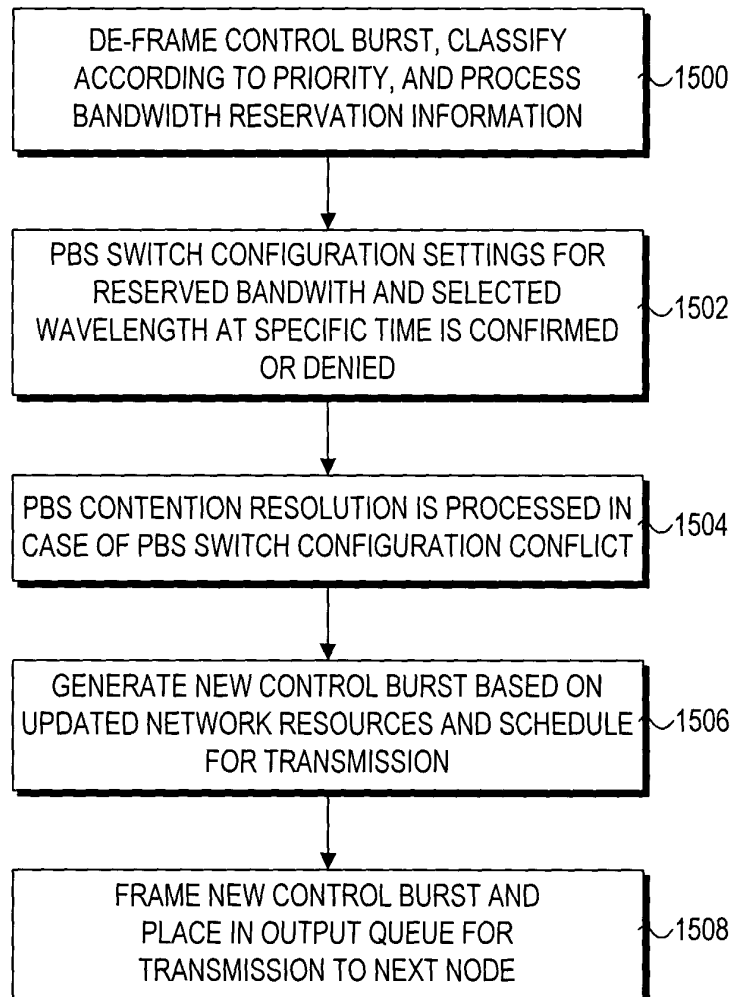 DE-FRAME CONTROL BURST, CLASSIFY
ACCORDING TO PRIORITY, AND PROCESS
BANDWIDTH RESERVATION INFORMATION
1500
PBS SWITCH CONFIGURATION SETTINGS FOR
RESERVED BANDWITH AND SELECTED
WAVELENGTH AT SPECIFIC TIME IS CONFIRMED
OR DENIED
1502
PBS CONTENTION RESOLUTION IS PROCESSED IN
CASE OF PBS SWITCH CONFIGURATION CONFLICT
1504
GENERATE NEW CONTROL BURST BASED ON
UPDATED NETWORK RESOURCES AND SCHEDULE
FOR TRANSMISSION
1506
FRAME NEW CONTROL BURST AND
PLACE IN OUTPUT QUEUE FOR
TRANSMISSION TO NEXT NODE
1508